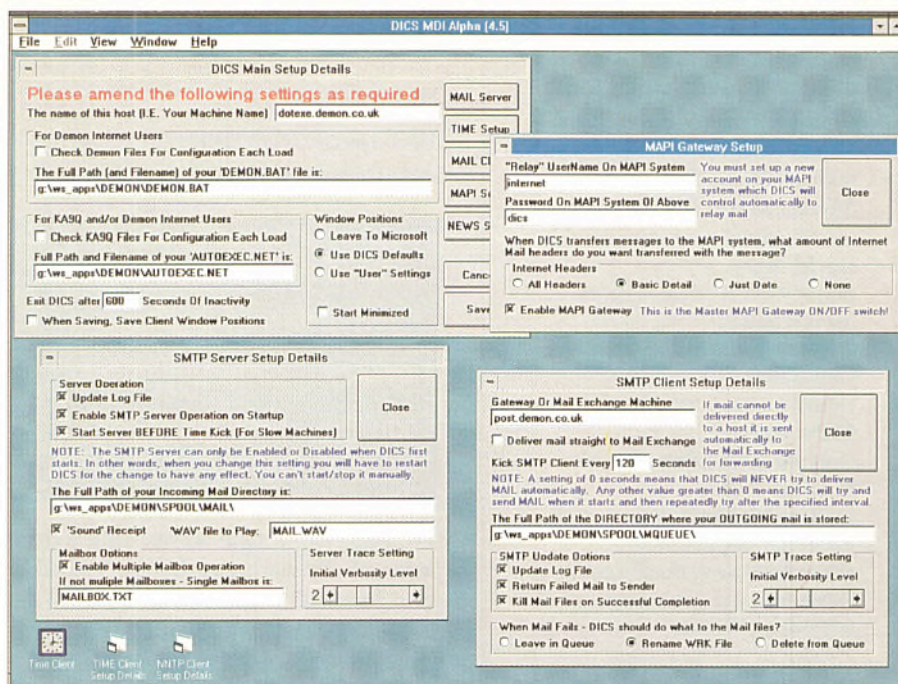 DICS MDI Alpha (4.5)
File Edit View Window Help
DICS Main Setup Details
Please amend the following settings as required
The name of this host (I.E. Your Machine Name) dotexe.demon.co.uk
For Demon Internet Users
Check Demon Files For Configuration Each Load
The Full Path (and Filename) of your 'DEMON.BAT' file is:
g:\ws_apps\DEMON\DEMON.BAT
For KA9Q and/or Demon Internet Users
Check KA9Q Files For Configuration Each Load
Full Path and Filename of your 'AUTOEXEC.NET' is:
g:\ws_apps\DEMON\AUTOEXEC.NET
Window Positions
Leave To Microsoft
Use DICS Defaults
Use "User" Settings
Start Minimized
Exit DICS after 600 Seconds Of Inactivity
When Saving, Save Client Window Positions
MAIL Server
TIME Setup
MAIL Cl
MAPI Se
NEWS S
Cance
Save
MAPI Gateway Setup
"Relay" UserName On MAPI System
internet
Password On MAPI System Of Above
dics
You must set up a new
account on your MAPI
system which DICS will
control automatically to
relay mail
Close
When DICS transfers messages to the MAPI system, what amount of Internet
Mail headers do you want transferred with the message?
Internet Headers
All Headers Basic Detail Just Date None
Enable MAPI Gateway This is the Master MAPI Gateway ON/OFF switch!
SMTP Server Setup Details
Server Operation
Update Log File
Enable SMTP Server Operation on Startup
Start Server BEFORE Time Kick (For Slow Machines)
Close
NOTE: The SMTP Server can only be Enabled or Disabled when DICS first
starts. In other words, when you change this setting you will have to restart
DICS for the change to have any effect. You can't start/stop it manually.
The Full Path of your Incoming Mail Directory is:
g:\ws_apps\DEMON\SPOOL\MAIL\
'Sound' Receipt 'WAV' file to Play: MAIL.WAV
Mailbox Options
Enable Multiple Mailbox Operation
If not muliple Mailboxes - Single Mailbox is:
MAILBOX.TXT
Server Trace Setting
Initial Verbosity Level
2
SMTP Client Setup Details
Gateway Or Mail Exchange Machine
post.demon.co.uk
Deliver mail straight to Mail Exchange
Kick SMTP Client Every 120 Seconds
If mail cannot be
delivered directly
to a host it is sent
automatically to
the Mail Exchange
for forwarding
Close
NOTE: A setting of 0 seconds means that DICS will NEVER try to deliver
MAIL automatically. Any other value greater than 0 means DICS will try and
send MAIL when it starts and then repeatedly try after the specified interval.
The Full Path of the DIRECTORY where your OUTGOING mail is stored:
g:\ws_apps\DEMON\SPOOL\MQUEUE\
SMTP Update Options
Update Log File
Return Failed Mail to Sender
Kill Mail Files on Successful Completion
SMTP Trace Setting
Initial Verbosity Level
2
When Mail Fails - DICS should do what to the Mail files?
Leave in Queue Rename WRK File Delete from Queue
Time Client
TIME Client
Setup Details
NNTP Client
Setup Details